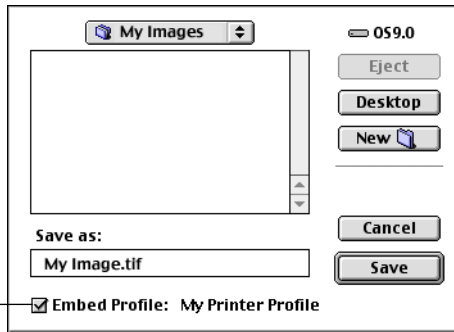 My Images
OS9.0
Eject
Desktop
New
Save as:
My Image.tif
Cancel
Save
Embed Profile: My Printer Profile